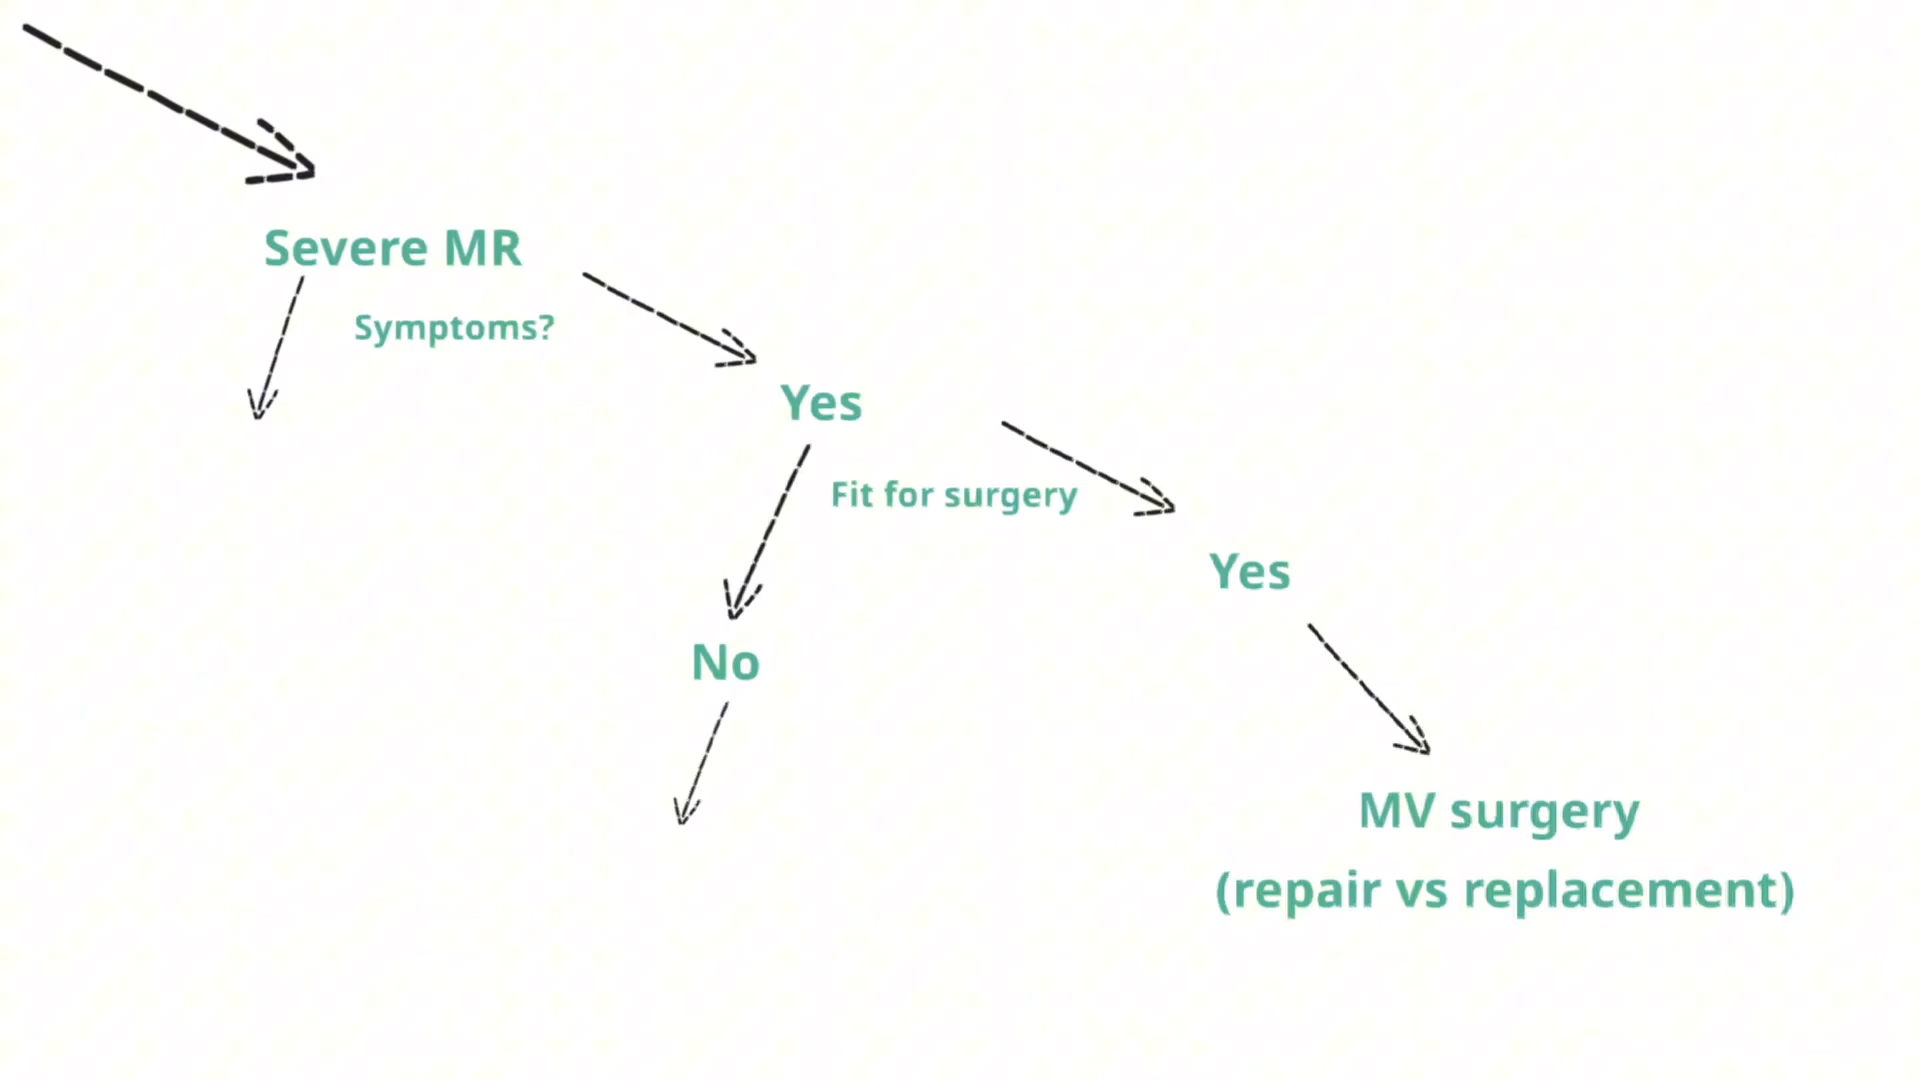 Severe MR
Symptoms?
Yes
Fit for surgery
Yes
No
MV surgery
(repair vs replacement)